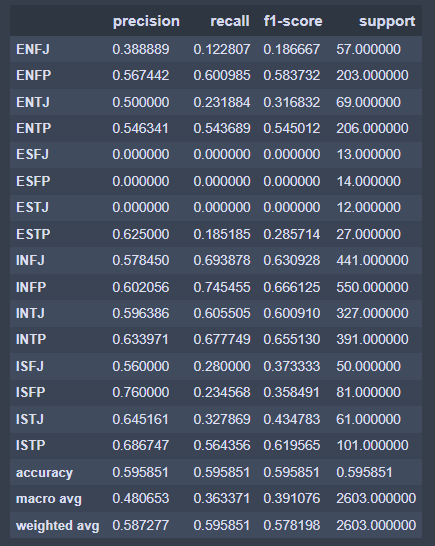 precision recall f1-score support
ENFJ 0.388889 0.122807 0.186667 57.000000
ENFP 0.567442 0.600985 0.583732 203.000000
ENTJ 0.500000 0.231884 0.316832 69.000000
ENTP 0.546341 0.543689 0.545012 206.000000
ESFJ 0.000000 0.000000 0.000000 13.000000
ESFP 0.000000 0.000000 0.000000 14.000000
ESTJ 0.000000 0.000000 0.000000 12.000000
ESTP 0.625000 0.185185 0.285714 27.000000
INFJ 0.578450 0.693878 0.630928 441.000000
INFP 0.602056 0.745455 0.666125 550.000000
INTJ 0.596386 0.605505 0.600910 327.000000
INTP 0.633971 0.677749 0.655130 391.000000
ISFJ 0.560000 0.280000 0.373333 50.000000
ISFP 0.760000 0.234568 0.358491 81.000000
ISTJ 0.645161 0.327869 0.434783 61.000000
ISTP 0.686747 0.564356 0.619565 101.000000
accuracy 0.595851 0.595851 0.595851 0.595851
macro avg 0.480653 0.363371 0.391076 2603.000000
weighted avg 0.587277 0.595851 0.578198 2603.000000